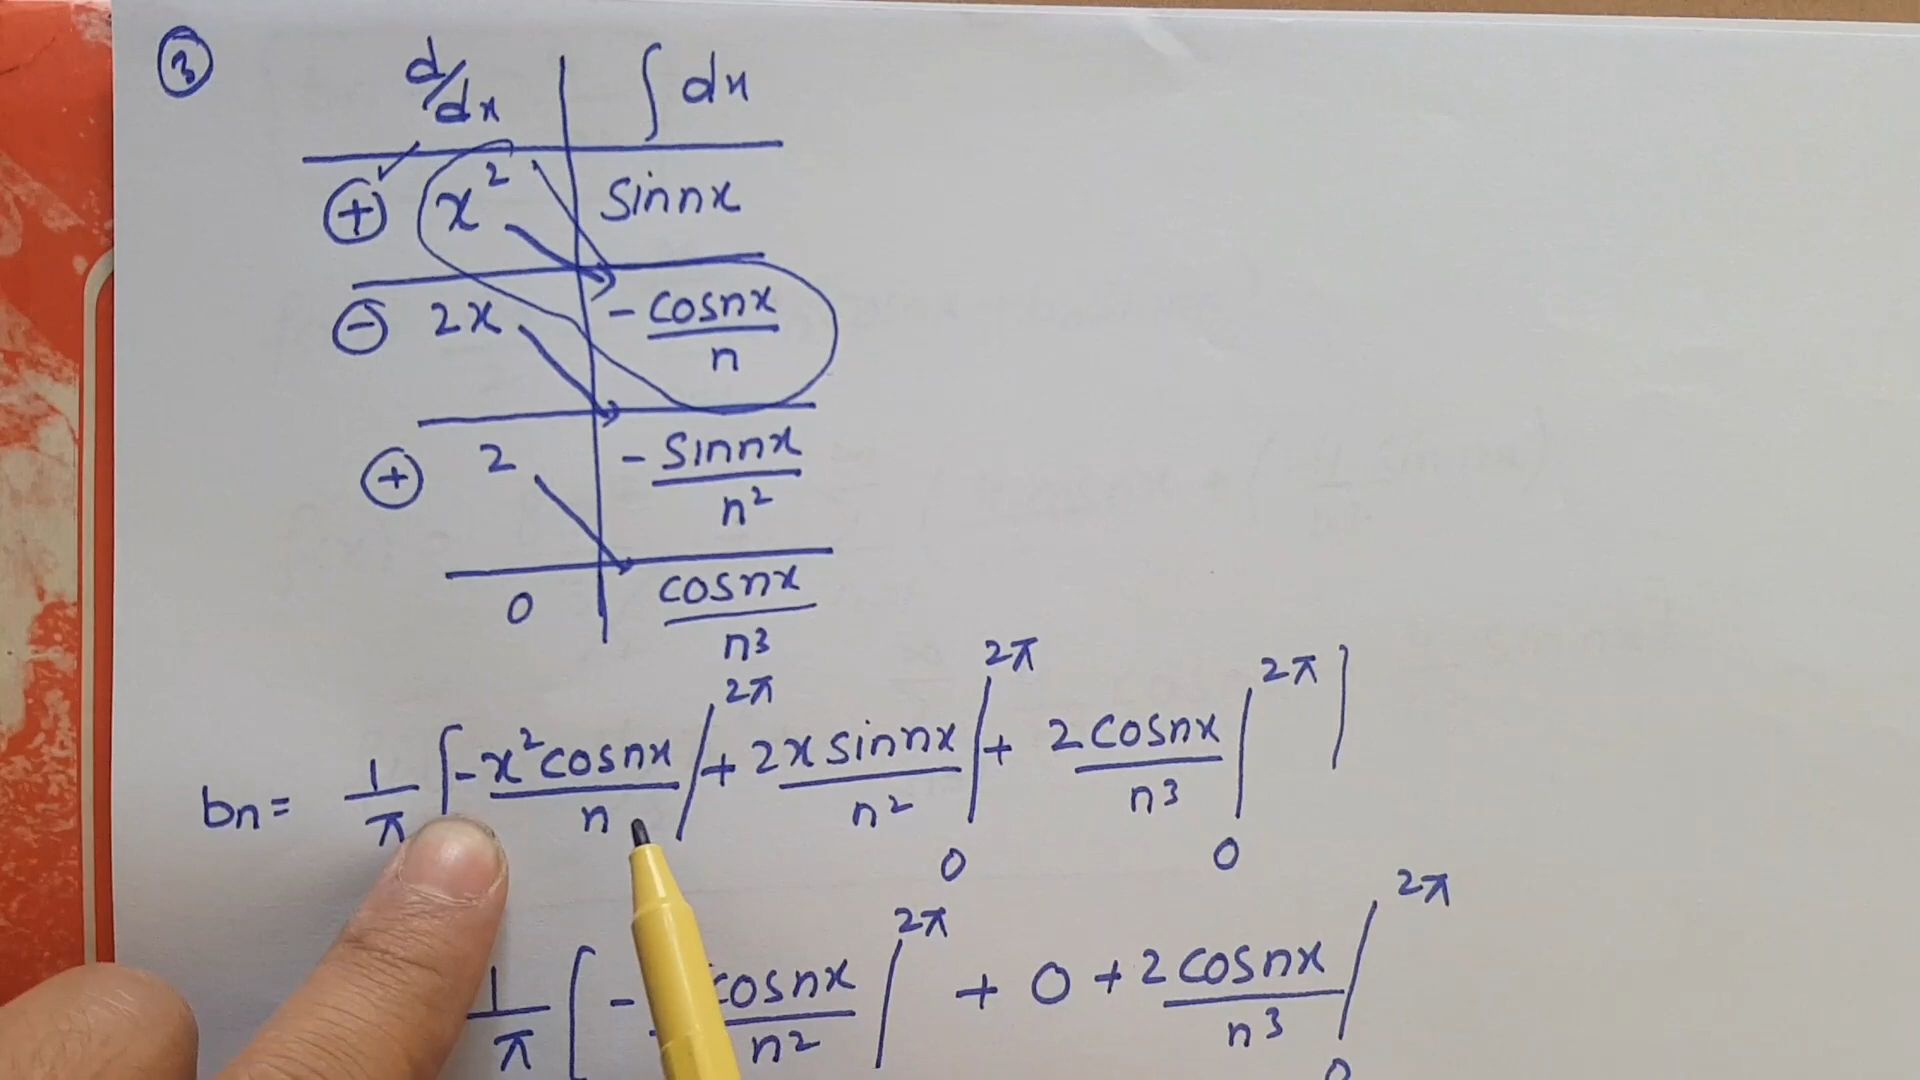 ③
d/dx ∫dx
⊕ x² sinnx
⊖ 2x -cosnx/n
⊕ 2 -sinnx/n²
0 cosnx/n³
bn= 1/π [-x²cosnx/n |^2π + 2x sinnx/n² |_0^2π + 2cosnx/n³ |_0^2π ]
1/π [- cosnx/n² |^2π + 0 + 2cosnx/n³ |_0^2π